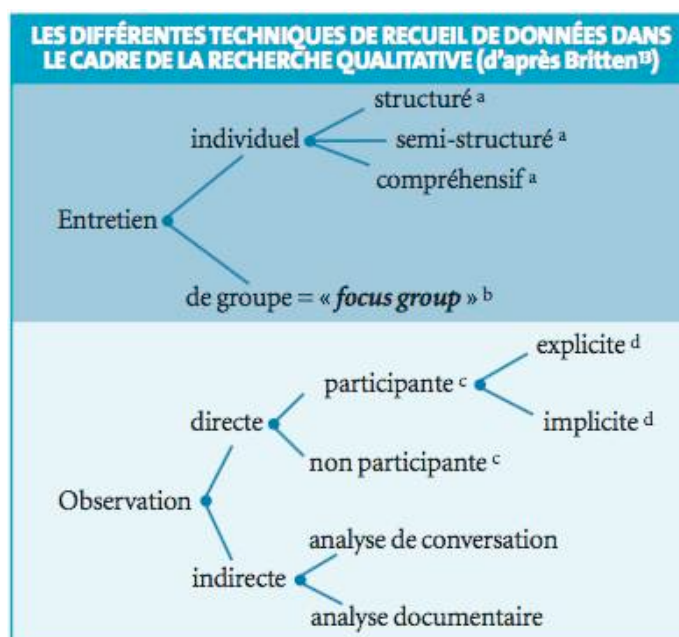 LES DIFFÉRENTES TECHNIQUES DE RECUEIL DE DONNÉES DANS
LE CADRE DE LA RECHERCHE QUALITATIVE (d'après Britten¹³)
structuré ᵃ
individuel
semi-structuré ᵃ
compréhensif ᵃ
Entretien
de groupe = « focus group » ᵇ
explicite ᵈ
participante ᶜ
implicite ᵈ
directe
non participante ᶜ
Observation
analyse de conversation
indirecte
analyse documentaire